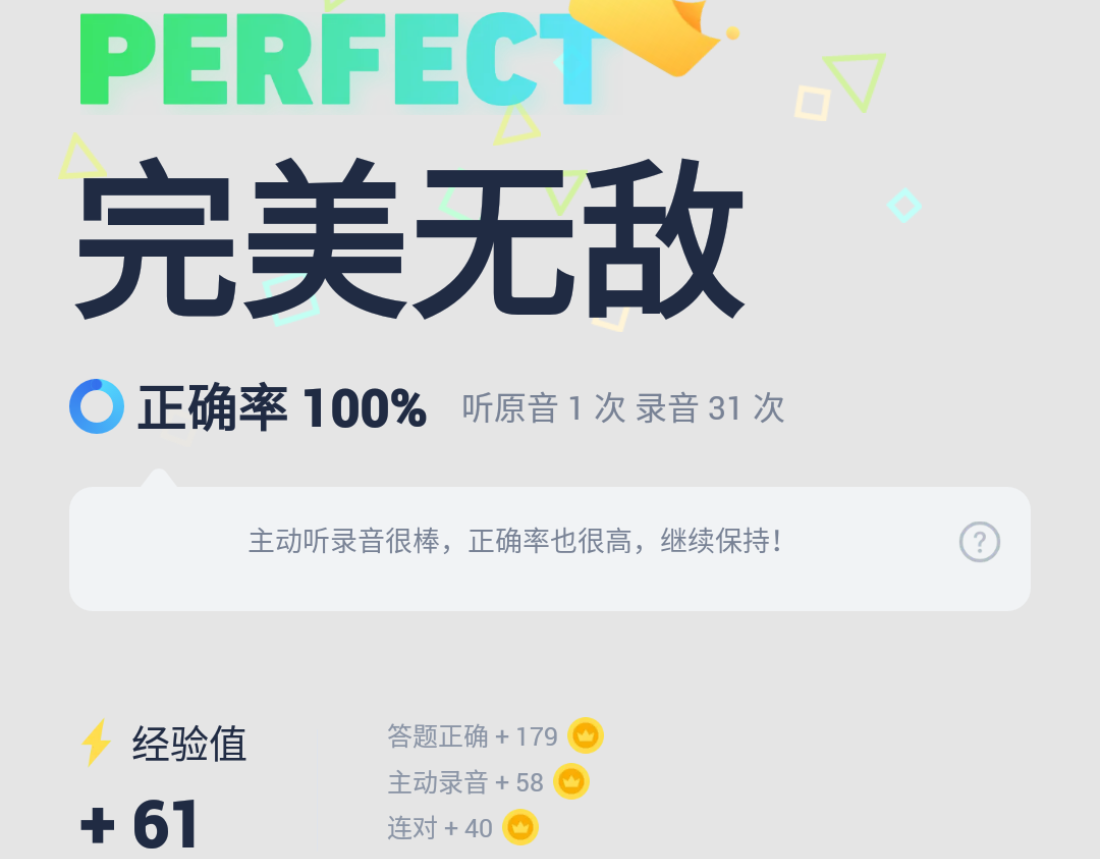 PERFECT
完美无敌
正确率 100% 听原音 1 次 录音 31 次
主动听录音很棒，正确率也很高，继续保持！
?
经验值
+ 61
答题正确 + 179
主动录音 + 58
连对 + 40